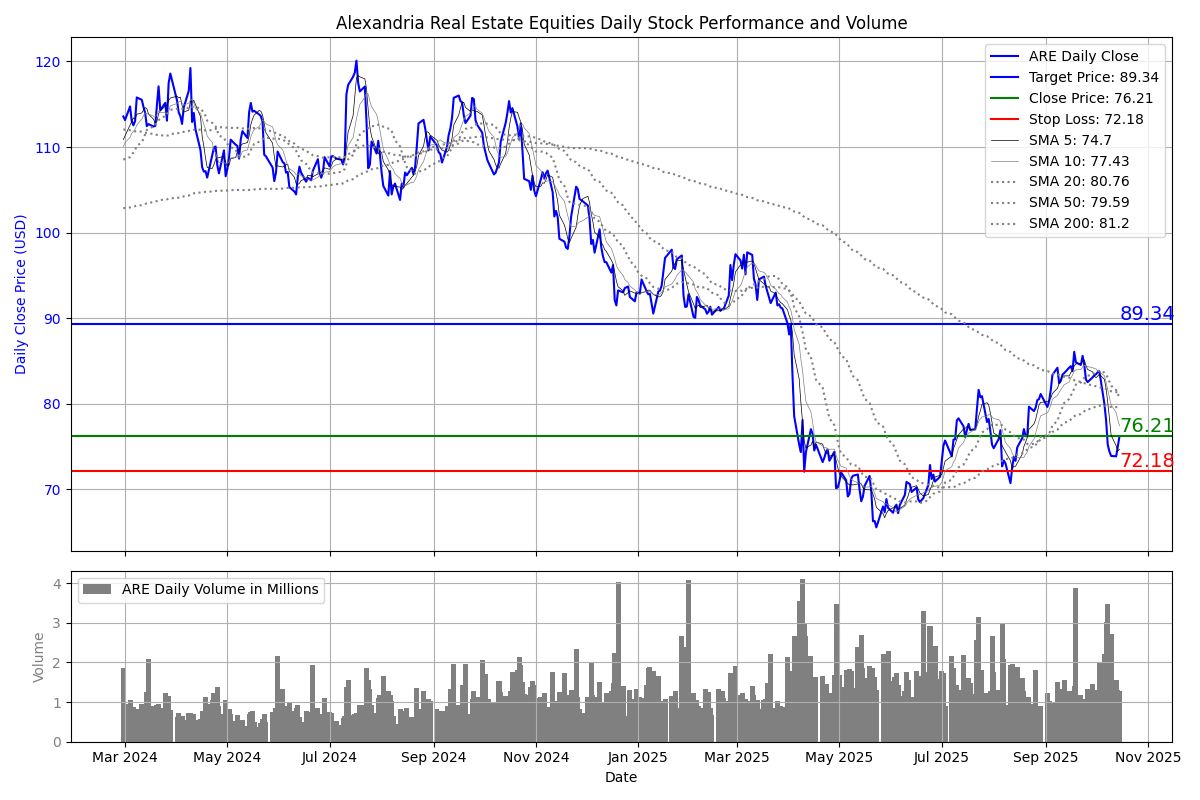 Alexandria Real Estate Equities Daily Stock Performance and Volume
Daily Close Price (USD)
120
110
100
90
80
70
ARE Daily Close
Target Price: 89.34
Close Price: 76.21
Stop Loss: 72.18
SMA 5: 74.7
SMA 10: 77.43
SMA 20: 80.76
SMA 50: 79.59
SMA 200: 81.2
89.34
76.21
72.18
Volume
4
3
2
1
0
ARE Daily Volume in Millions
Mar 2024 May 2024 Jul 2024 Sep 2024 Nov 2024 Jan 2025 Mar 2025 May 2025 Jul 2025 Sep 2025 Nov 2025
Date